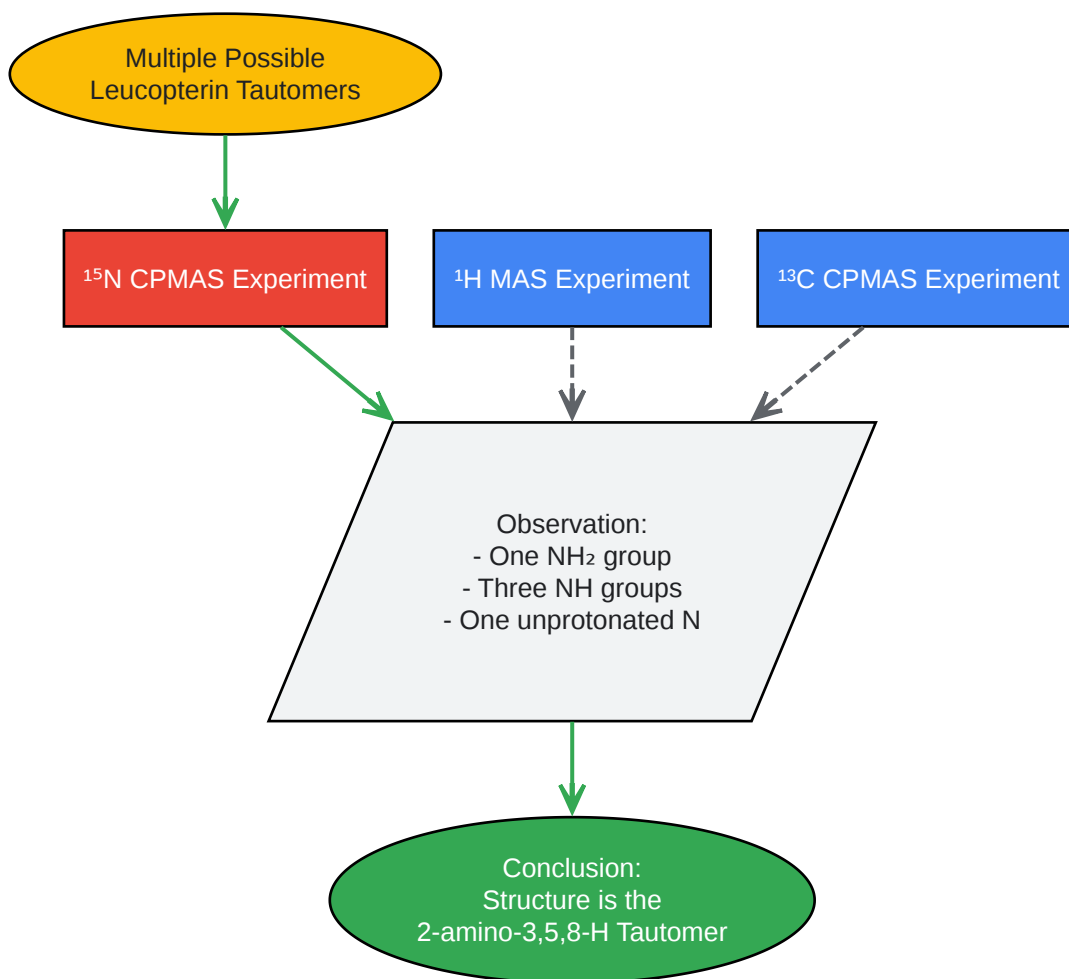 Multiple Possible
Leucopterin Tautomers
¹⁵N CPMAS Experiment
¹H MAS Experiment
¹³C CPMAS Experiment
Observation:
- One NH₂ group
- Three NH groups
- One unprotonated N
Conclusion:
Structure is the
2-amino-3,5,8-H Tautomer